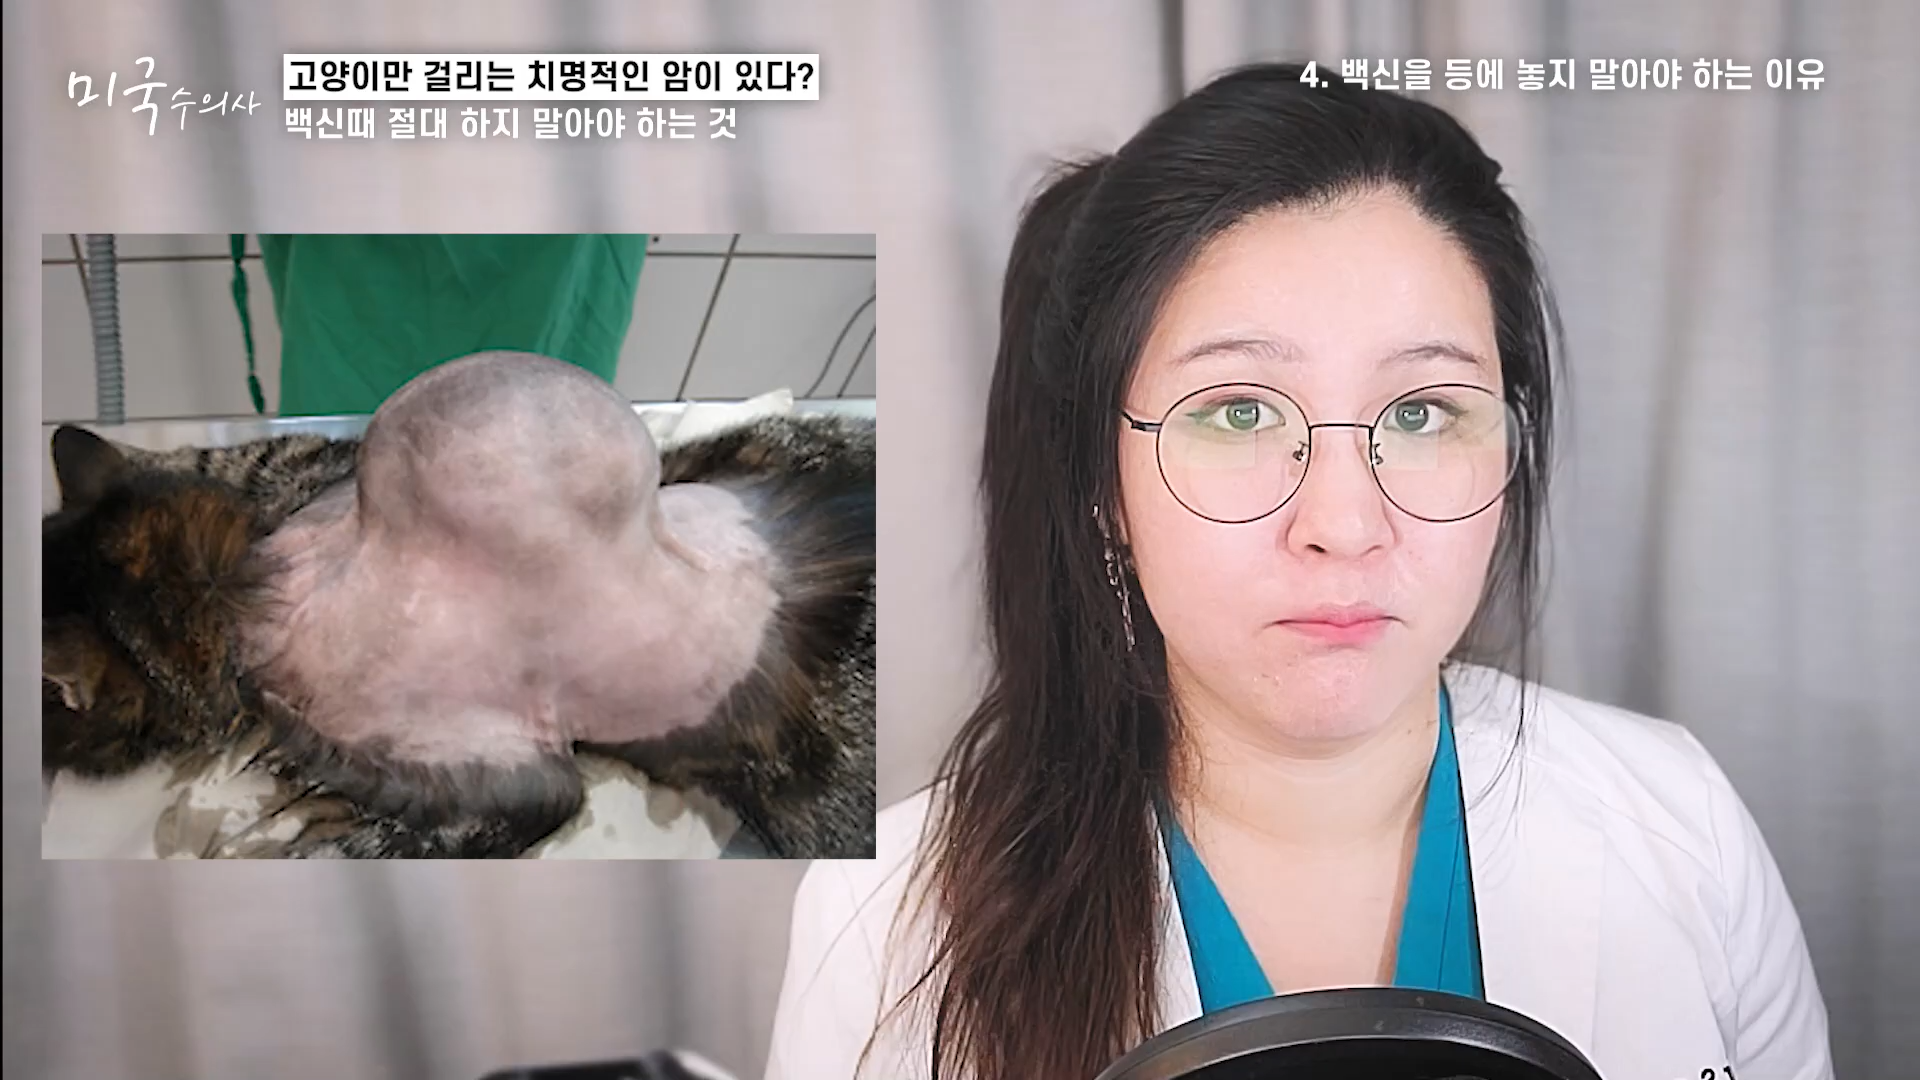 미국수의사
고양이만 걸리는 치명적인 암이 있다?
백신때 절대 하지 말아야 하는 것
4. 백신을 등에 놓지 말아야 하는 이유